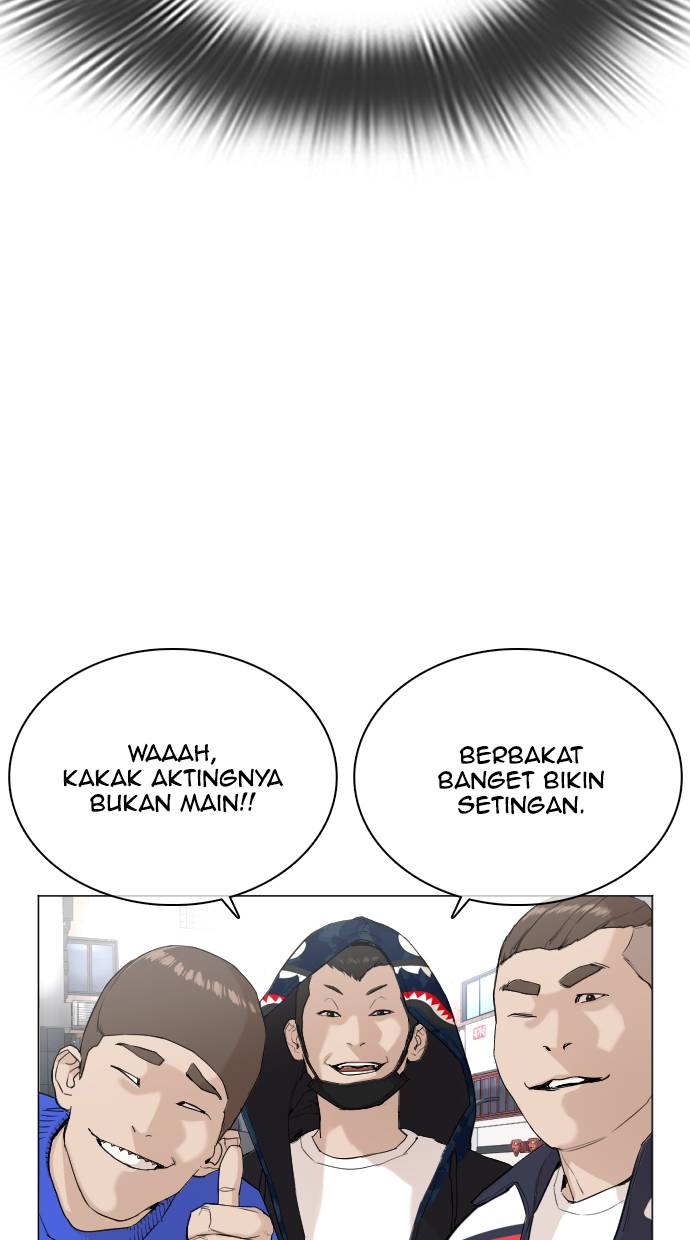 WAAAH,
KAKAK AKTINGNYA
BUKAN MAIN!!
BERBAKAT
BANGET BIKIN
SETINGAN.